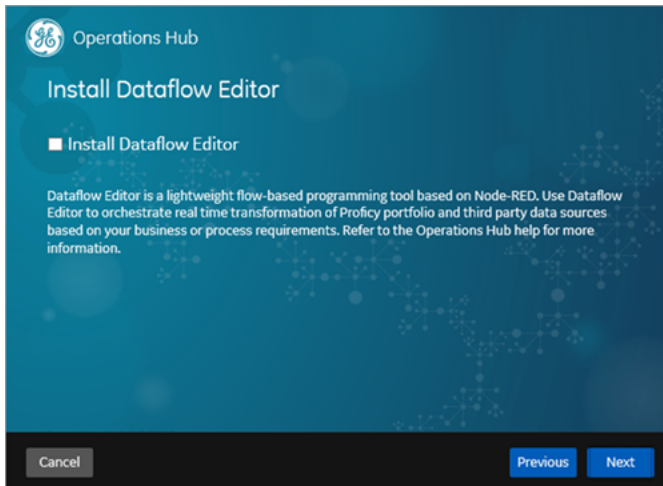 Operations Hub
Install Dataflow Editor
Install Dataflow Editor
Dataflow Editor is a lightweight flow-based programming tool based on Node-RED. Use Dataflow
Editor to orchestrate real time transformation of Proficy portfolio and third party data sources
based on your business or process requirements. Refer to the Operations Hub help for more
information.
Cancel
Previous
Next